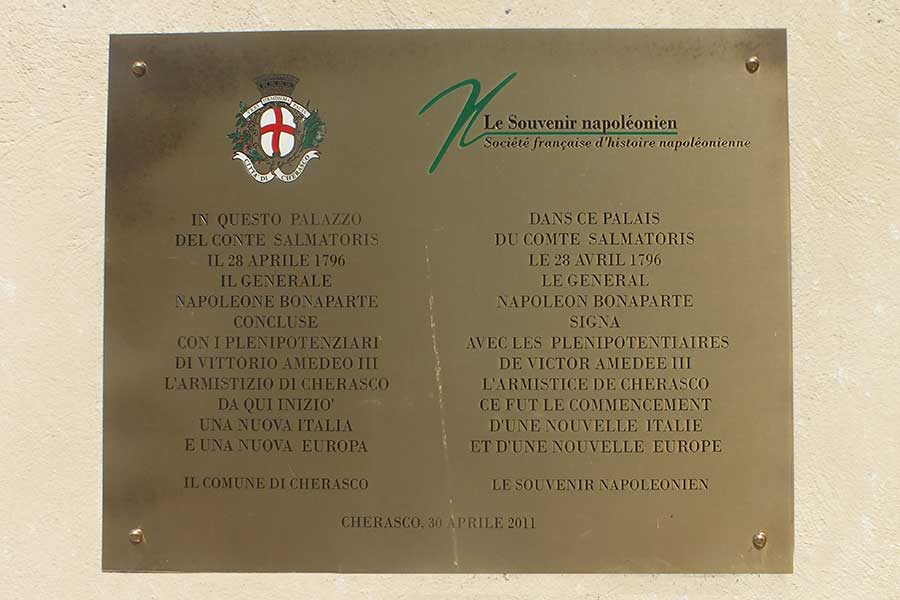 CITTÀ DI CHERASCO
Le Souvenir napoléonien
Société française d'histoire napoléonienne
IN QUESTO PALAZZO
DEL CONTE SALMATORIS
IL 28 APRILE 1796
IL GENERALE
NAPOLEONE BONAPARTE
CONCLUSE
CON I PLENIPOTENZIARI
DI VITTORIO AMEDEO III
L'ARMISTIZIO DI CHERASCO
DA QUI INIZIO'
UNA NUOVA ITALIA
E UNA NUOVA EUROPA
IL COMUNE DI CHERASCO
DANS CE PALAIS
DU COMTE SALMATORIS
LE 28 AVRIL 1796
LE GENERAL
NAPOLEON BONAPARTE
SIGNA
AVEC LES PLENIPOTENTIAIRES
DE VICTOR AMEDEE III
L'ARMISTICE DE CHERASCO
CE FUT LE COMMENCEMENT
D'UNE NOUVELLE ITALIE
ET D'UNE NOUVELLE EUROPE
LE SOUVENIR NAPOLEONIEN
CHERASCO, 30 APRILE 2011